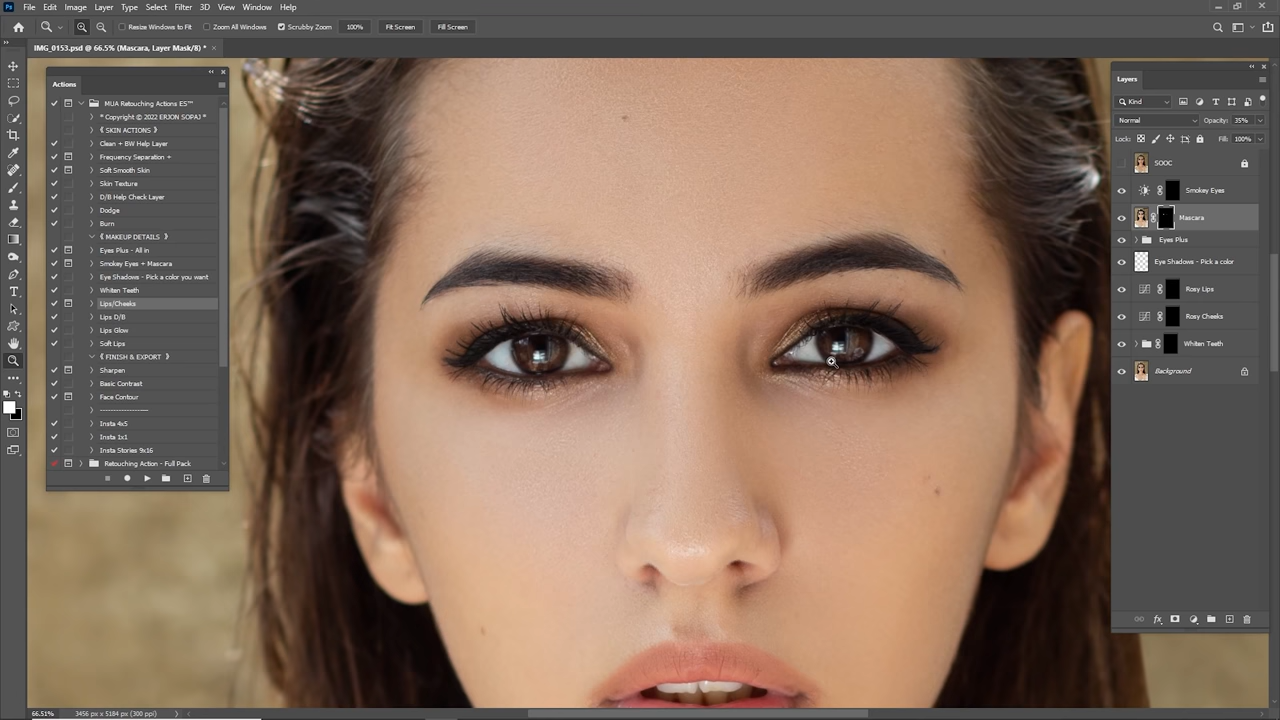 Ps File Edit Image Layer Type Select Filter 3D View Window Help
Resize Windows to Fit Zoom All Windows Scrubby Zoom 100% Fit Screen Fill Screen
IMG_0153.psd @ 66.5% (Mascara, Layer Mask/8) *
Actions
MUA Retouching Actions ES™
* Copyright © 2022 ERJON SOPAJ *
《 SKIN ACTIONS 》
Clean + BW Help Layer
Frequency Separation +
Soft Smooth Skin
Skin Texture
D/B Help Check Layer
Dodge
Burn
《 MAKEUP DETAILS 》
Eyes Plus - All in
Smokey Eyes + Mascara
Eye Shadows - Pick a color you want
Whiten Teeth
Lips/Cheeks
Lips D/B
Lips Glow
Soft Lips
《 FINISH & EXPORT 》
Sharpen
Basic Contrast
Face Contour
-------------------
Insta 4x5
Insta 1x1
Insta Stories 9x16
Retouching Action - Full Pack
Layers
Kind
Normal Opacity: 35%
Lock: Fill: 100%
SOOC
Smokey Eyes
Mascara
Eyes Plus
Eye Shadows - Pick a color
Rosy Lips
Rosy Cheeks
Whiten Teeth
Background
fx
66.51% 3456 px x 5184 px (300 ppi)